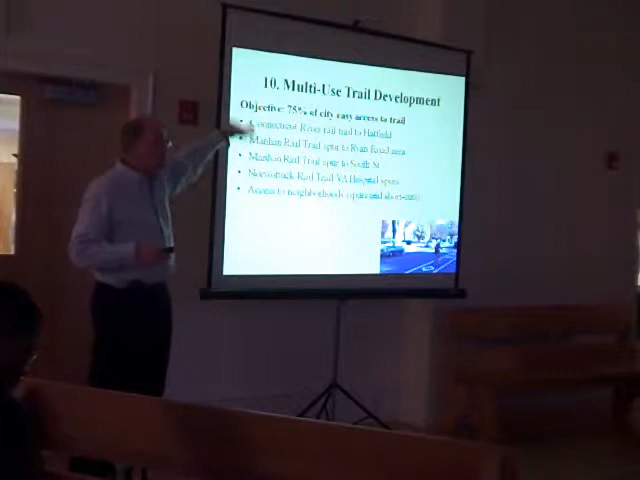 10. Multi-Use Trail Development
Objective: 75% of city easy access to trail
• Connecticut River rail trail to Hatfield
• Manhan Rail Trail spur to Ryan Road area
• Manhan Rail Trail spur to South St
• Norwottuck Rail Trail VA Hospital spurs
• Access to neighborhoods (spurs and short-cuts)